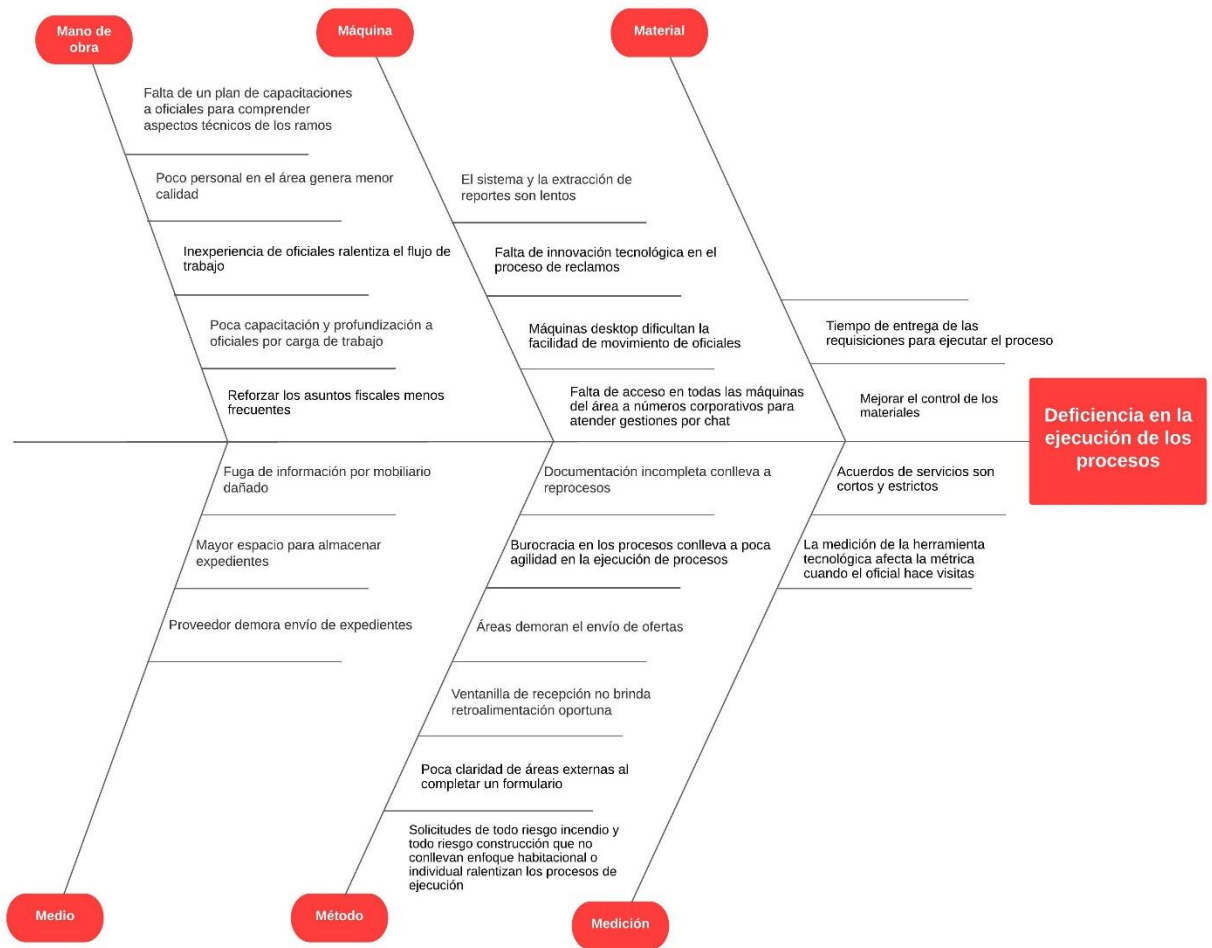 Mano de
obra
Máquina
Material
Falta de un plan de capacitaciones
a oficiales para comprender
aspectos técnicos de los ramos
Poco personal en el área genera menor
calidad
Inexperiencia de oficiales ralentiza el flujo de
trabajo
Poca capacitación y profundización a
oficiales por carga de trabajo
Reforzar los asuntos fiscales menos
frecuentes
El sistema y la extracción de
reportes son lentos
Falta de innovación tecnológica en el
proceso de reclamos
Máquinas desktop dificultan la
facilidad de movimiento de oficiales
Falta de acceso en todas las máquinas
del área a números corporativos para
atender gestiones por chat
Tiempo de entrega de las
requisiciones para ejecutar el proceso
Mejorar el control de los
materiales
Deficiencia en la
ejecución de los
procesos
Fuga de información por mobiliario
dañado
Mayor espacio para almacenar
expedientes
Proveedor demora envío de expedientes
Documentación incompleta conlleva a
reprocesos
Burocracia en los procesos conlleva a poca
agilidad en la ejecución de procesos
Áreas demoran el envío de ofertas
Ventanilla de recepción no brinda
retroalimentación oportuna
Poca claridad de áreas externas al
completar un formulario
Solicitudes de todo riesgo incendio y
todo riesgo construcción que no
conllevan enfoque habitacional o
individual ralentizan los procesos de
ejecución
Acuerdos de servicios son
cortos y estrictos
La medición de la herramienta
tecnológica afecta la métrica
cuando el oficial hace visitas
Medio
Método
Medición